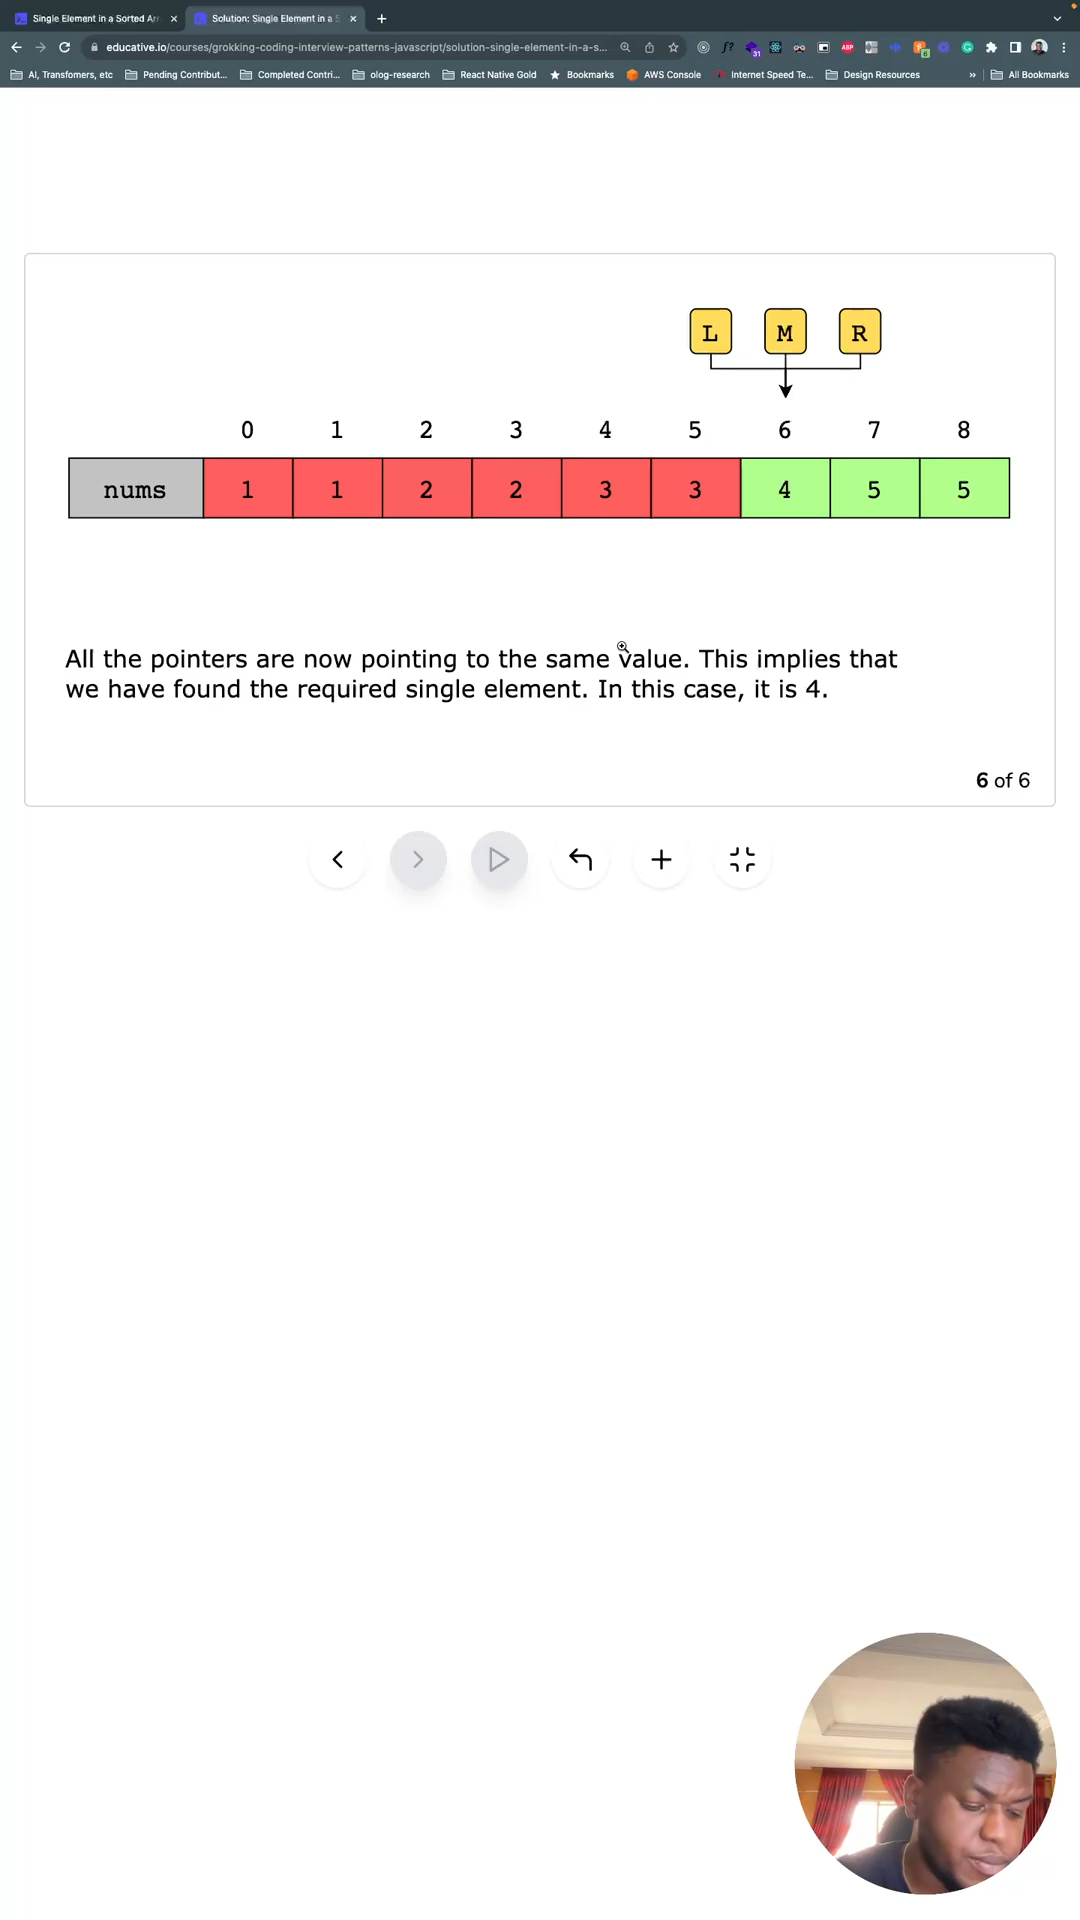 Single Element in a Sorted Arr
Solution: Single Element in a S
educative.io/courses/grokking-coding-interview-patterns-javascript/solution-single-element-in-a-s...
f?
31
ABP
6
AI, Transfomers, etc
Pending Contribut...
Completed Contri...
olog-research
React Native Gold
Bookmarks
AWS Console
Internet Speed Te...
Design Resources
»
All Bookmarks
L M R
0 1 2 3 4 5 6 7 8
nums 1 1 2 2 3 3 4 5 5
All the pointers are now pointing to the same value. This implies that
we have found the required single element. In this case, it is 4.
6 of 6